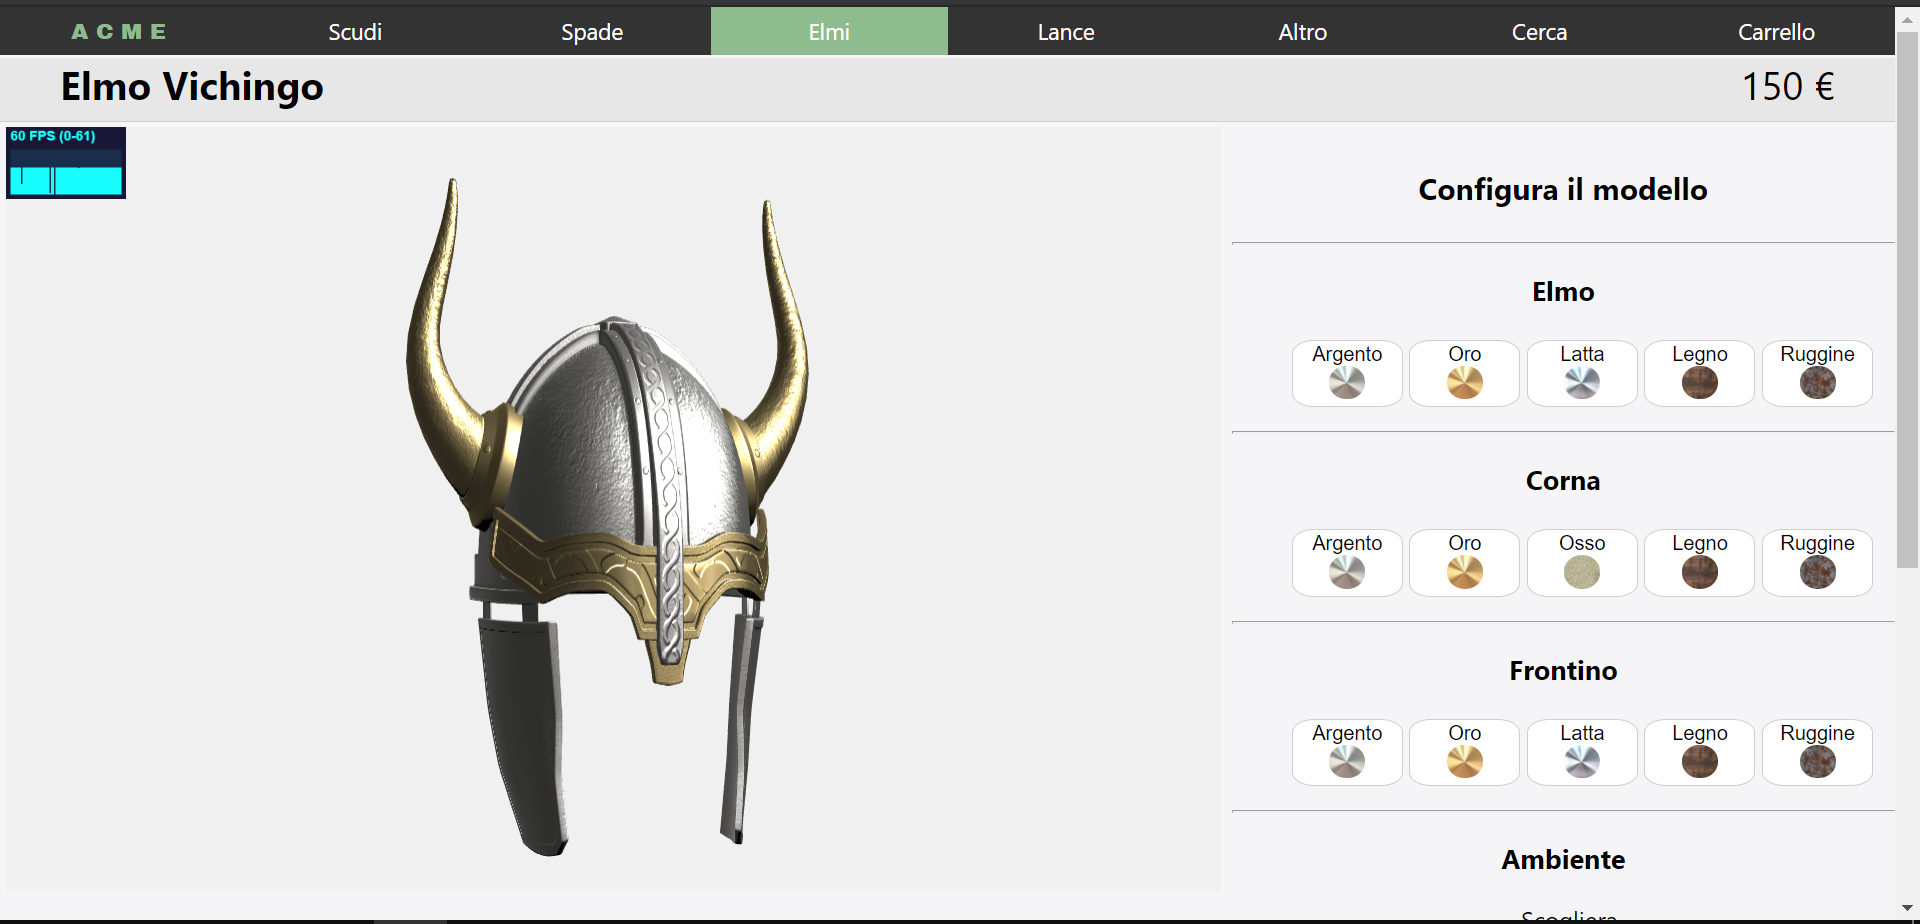 ACME Scudi Spade Elmi Lance Altro Cerca Carrello
Elmo Vichingo 150 €
60 FPS (0-61)
Configura il modello
Elmo
Argento Oro Latta Legno Ruggine
Corna
Argento Oro Osso Legno Ruggine
Frontino
Argento Oro Latta Legno Ruggine
Ambiente
Scogliera